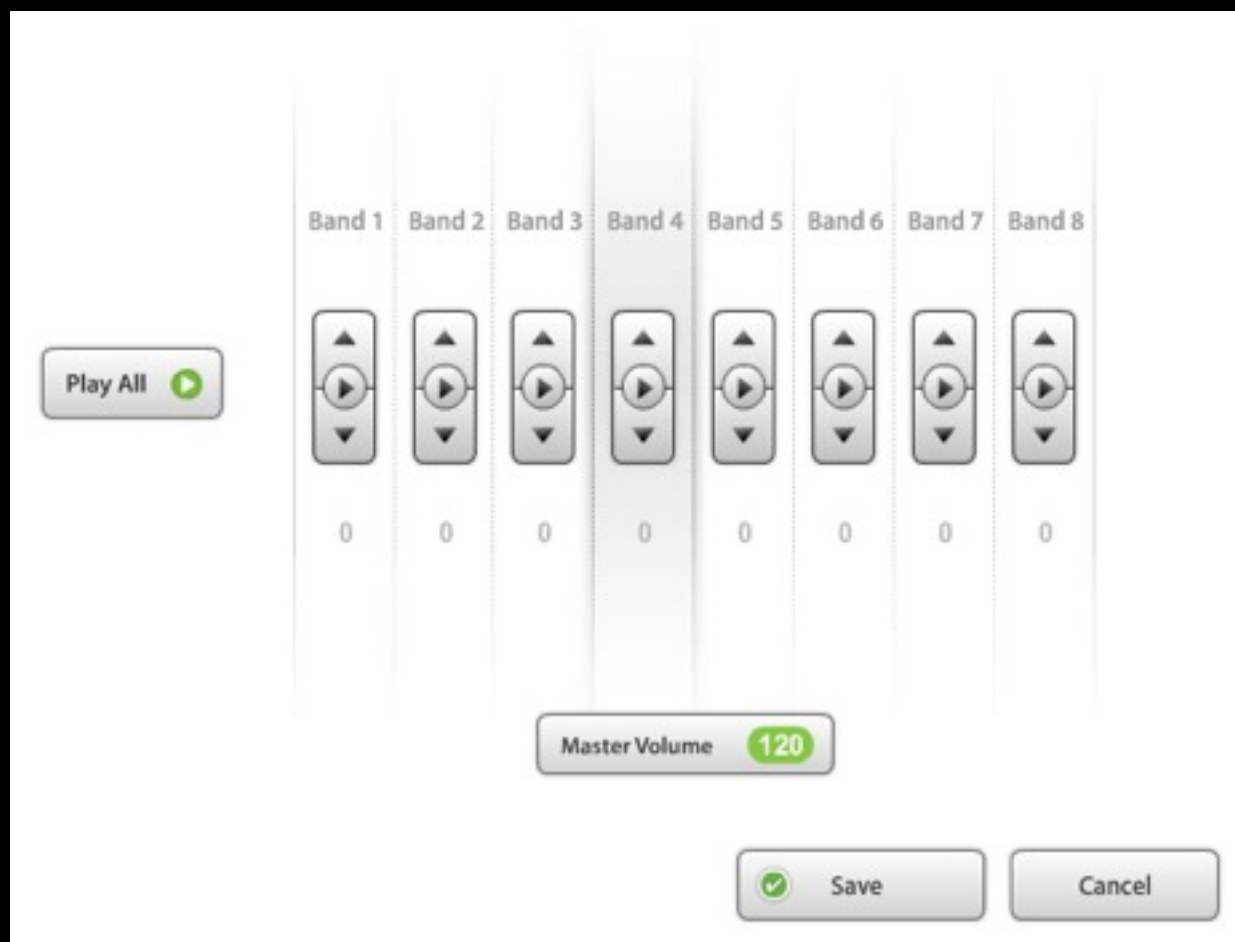 Band 1 Band 2 Band 3 Band 4 Band 5 Band 6 Band 7 Band 8
Play All
0 0 0 0 0 0 0 0
Master Volume 120
Save Cancel